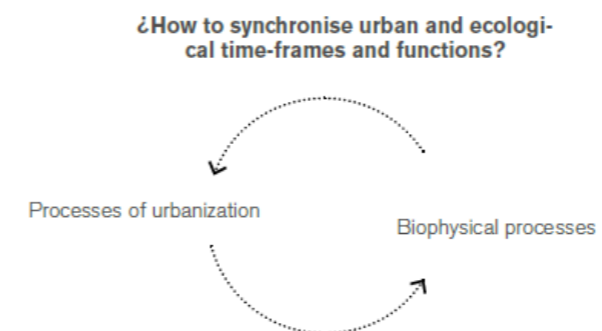 ¿How to synchronise urban and ecologi-
cal time-frames and functions?
Processes of urbanization
Biophysical processes